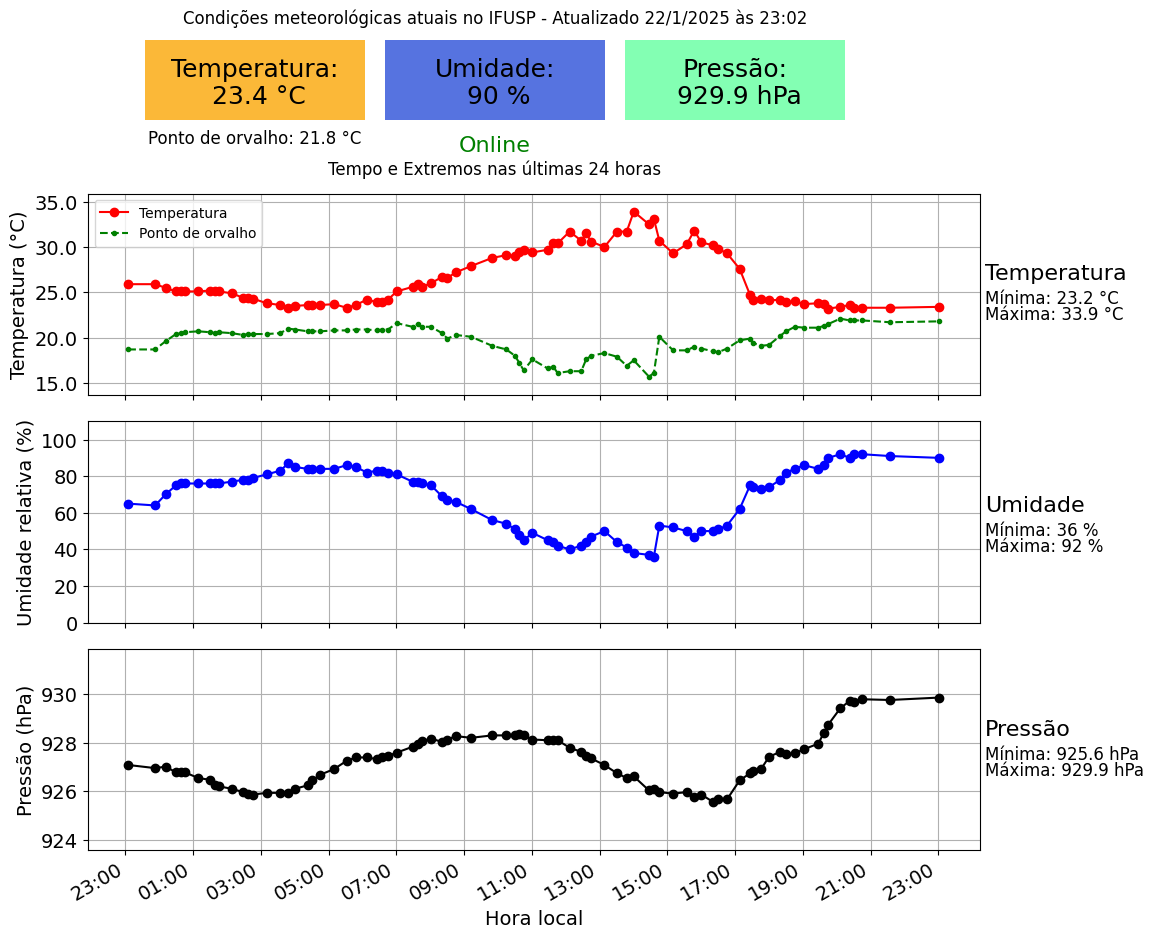 Condições meteorológicas atuais no IFUSP - Atualizado 22/1/2025 às 23:02
Temperatura:
23.4 °C
Umidade:
90 %
Pressão:
929.9 hPa
Ponto de orvalho: 21.8 °C
Online
Tempo e Extremos nas últimas 24 horas
Temperatura (°C)
35.0
30.0
25.0
20.0
15.0
Temperatura
Ponto de orvalho
Temperatura
Mínima: 23.2 °C
Máxima: 33.9 °C
Umidade relativa (%)
100
80
60
40
20
0
Umidade
Mínima: 36 %
Máxima: 92 %
Pressão (hPa)
930
928
926
924
Pressão
Mínima: 925.6 hPa
Máxima: 929.9 hPa
23:00 01:00 03:00 05:00 07:00 09:00 11:00 13:00 15:00 17:00 19:00 21:00 23:00
Hora local